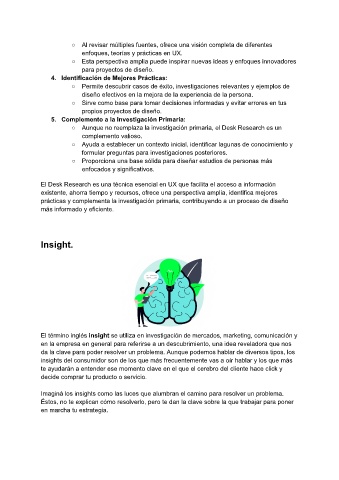 ○ Al revisar múltiples fuentes, ofrece una visión completa de diferentes
enfoques, teorías y prácticas en UX.
○ Esta perspectiva amplia puede inspirar nuevas ideas y enfoques innovadores
para proyectos de diseño.
4. Identificación de Mejores Prácticas:
○ Permite descubrir casos de éxito, investigaciones relevantes y ejemplos de
diseño efectivos en la mejora de la experiencia de la persona.
○ Sirve como base para tomar decisiones informadas y evitar errores en tus
propios proyectos de diseño.
5. Complemento a la Investigación Primaria:
○ Aunque no reemplaza la investigación primaria, el Desk Research es un
complemento valioso.
○ Ayuda a establecer un contexto inicial, identificar lagunas de conocimiento y
formular preguntas para investigaciones posteriores.
○ Proporciona una base sólida para diseñar estudios de personas más
enfocados y significativos.
El Desk Research es una técnica esencial en UX que facilita el acceso a información
existente, ahorra tiempo y recursos, ofrece una perspectiva amplia, identifica mejores
prácticas y complementa la investigación primaria, contribuyendo a un proceso de diseño
más informado y eficiente.
Insight.
El término inglés insight se utiliza en investigación de mercados, marketing, comunicación y
en la empresa en general para referirse a un descubrimiento, una idea reveladora que nos
da la clave para poder resolver un problema. Aunque podemos hablar de diversos tipos, los
insights del consumidor son de los que más frecuentemente vas a oír hablar y los que más
te ayudarán a entender ese momento clave en el que el cerebro del cliente hace click y
decide comprar tu producto o servicio.
Imaginá los insights como las luces que alumbran el camino para resolver un problema.
Éstos, no te explican cómo resolverlo, pero te dan la clave sobre la que trabajar para poner
en marcha tu estrategia.